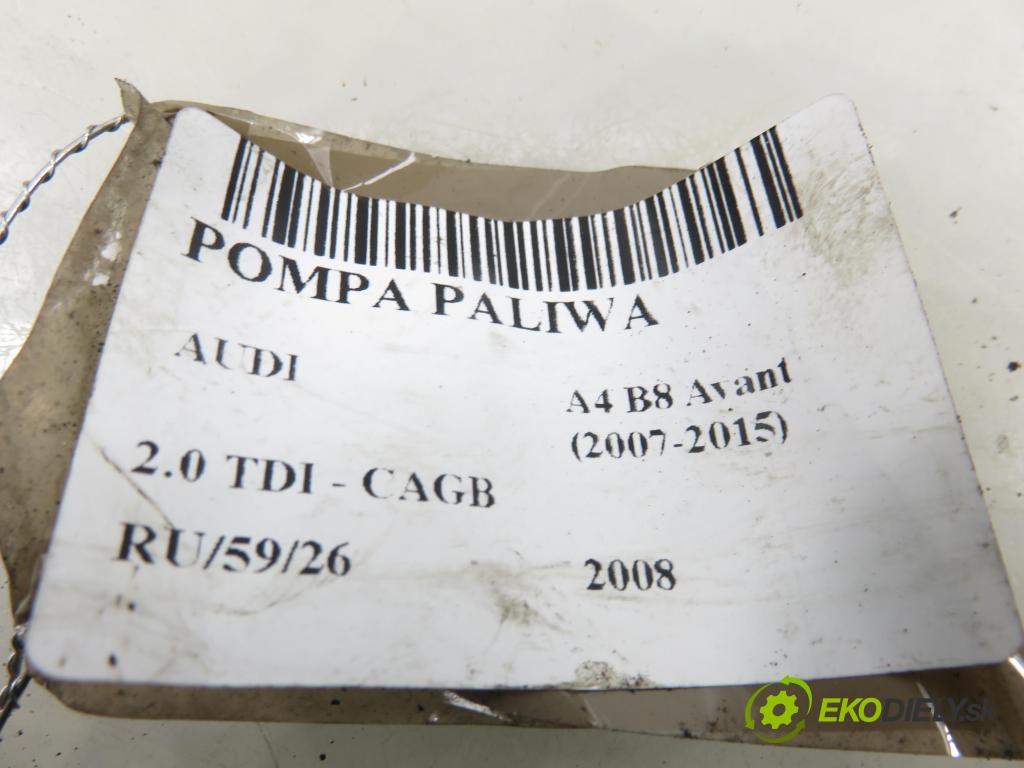 POMPA PALIWA
AUDI
A4 B8 Avant
(2007-2015)
2.0 TDI - CAGB
RU/59/26
2008
EKODIELY.sk